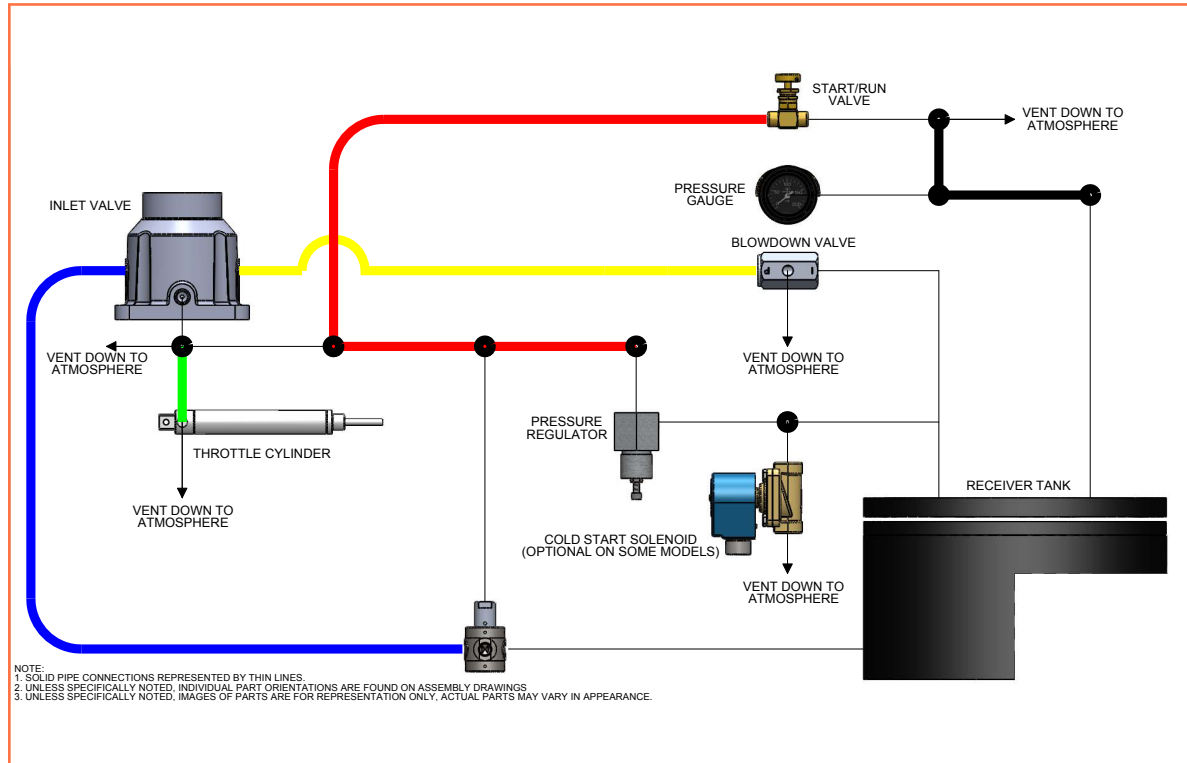 START/RUN
VALVE
VENT DOWN TO
ATMOSPHERE
PRESSURE
GAUGE
INLET VALVE
BLOWDOWN VALVE
VENT DOWN TO
ATMOSPHERE
VENT DOWN TO
ATMOSPHERE
PRESSURE
REGULATOR
THROTTLE CYLINDER
RECEIVER TANK
VENT DOWN TO
ATMOSPHERE
COLD START SOLENOID
(OPTIONAL ON SOME MODELS)
VENT DOWN TO
ATMOSPHERE
NOTE:
1. SOLID PIPE CONNECTIONS REPRESENTED BY THIN LINES.
2. UNLESS SPECIFICALLY NOTED, INDIVIDUAL PART ORIENTATIONS ARE FOUND ON ASSEMBLY DRAWINGS
3. UNLESS SPECIFICALLY NOTED, IMAGES OF PARTS ARE FOR REPRESENTATION ONLY, ACTUAL PARTS MAY VARY IN APPEARANCE.